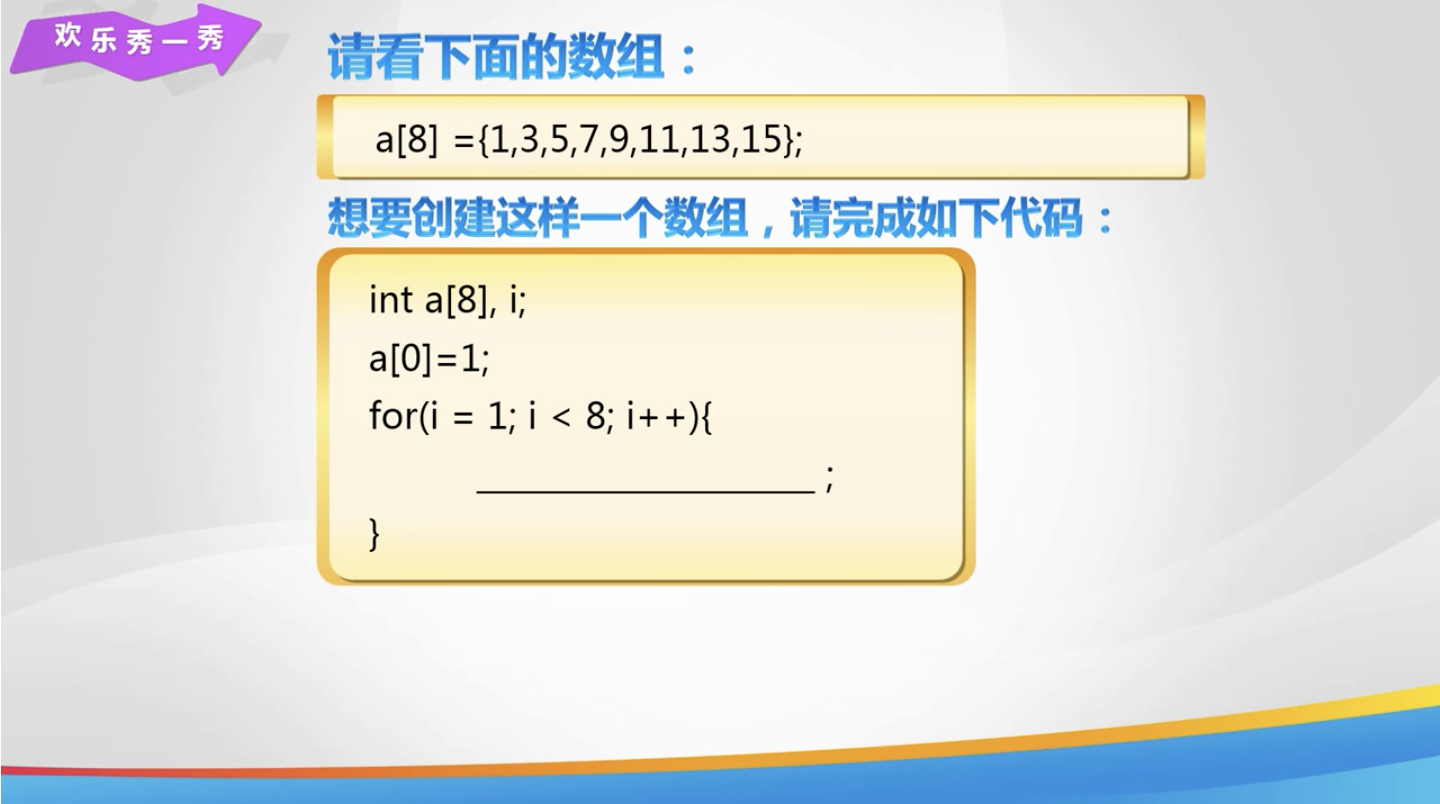 欢乐秀一秀
请看下面的数组：
a[8] ={1,3,5,7,9,11,13,15};
想要创建这样一个数组，请完成如下代码：
int a[8], i;
a[0]=1;
for(i = 1; i < 8; i++){
____________________ ;
}